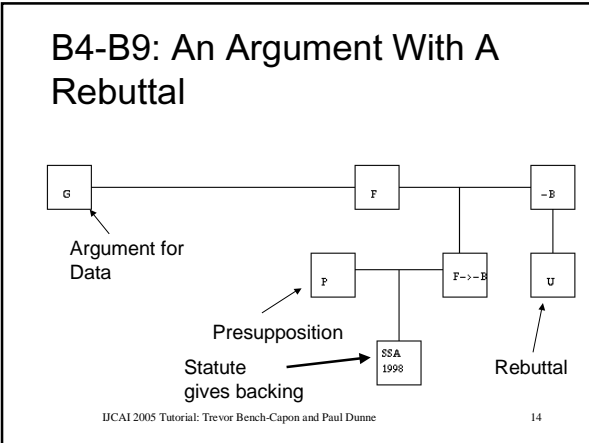 B4-B9: An Argument With A
Rebuttal
G
F
-B
Argument for
Data
P
F->-B
U
Presupposition
Rebuttal
Statute
gives backing
SSA
1998
IJCAI 2005 Tutorial: Trevor Bench-Capon and Paul Dunne
14